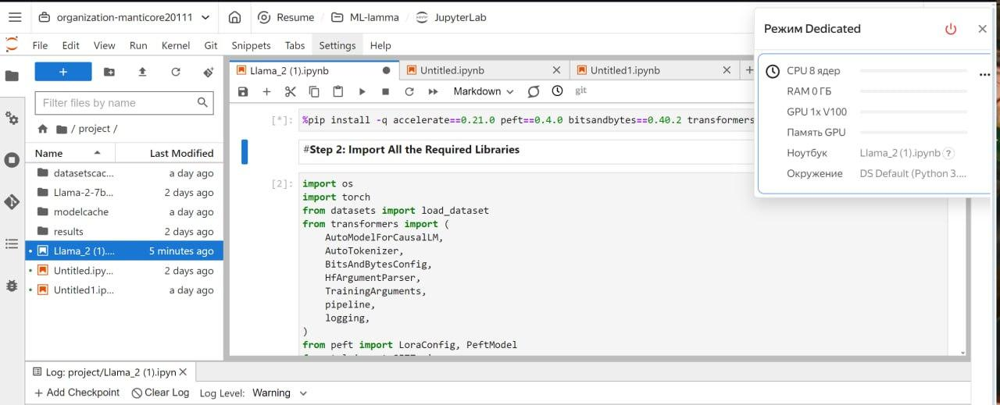 organization-manticore20111
Resume / ML-lamma / JupyterLab
File Edit View Run Kernel Git Snippets Tabs Settings Help
Режим Dedicated
CPU 8 ядер
RAM 0 ГБ
GPU 1x V100
Память GPU
Ноутбук Llama_2 (1).ipynb ?
Окружение DS Default (Python 3....
+
Filter files by name
/ project /
Name Last Modified
datasetscac... a day ago
Llama-2-7b... 2 days ago
modelcache a day ago
results 2 days ago
Llama_2 (1).... 5 minutes ago
Untitled.ipy... 2 days ago
Untitled1.ip... a day ago
Llama_2 (1).ipynb Untitled.ipynb Untitled1.ipynb +
Markdown git
[*]: %pip install -q accelerate==0.21.0 peft==0.4.0 bitsandbytes==0.40.2 transformers
#Step 2: Import All the Required Libraries
[2]: import os
import torch
from datasets import load_dataset
from transformers import (
AutoModelForCausalLM,
AutoTokenizer,
BitsAndBytesConfig,
HfArgumentParser,
TrainingArguments,
pipeline,
logging,
)
from peft import LoraConfig, PeftModel
Log: project/Llama_2 (1).ipyn
+ Add Checkpoint Clear Log Log Level: Warning